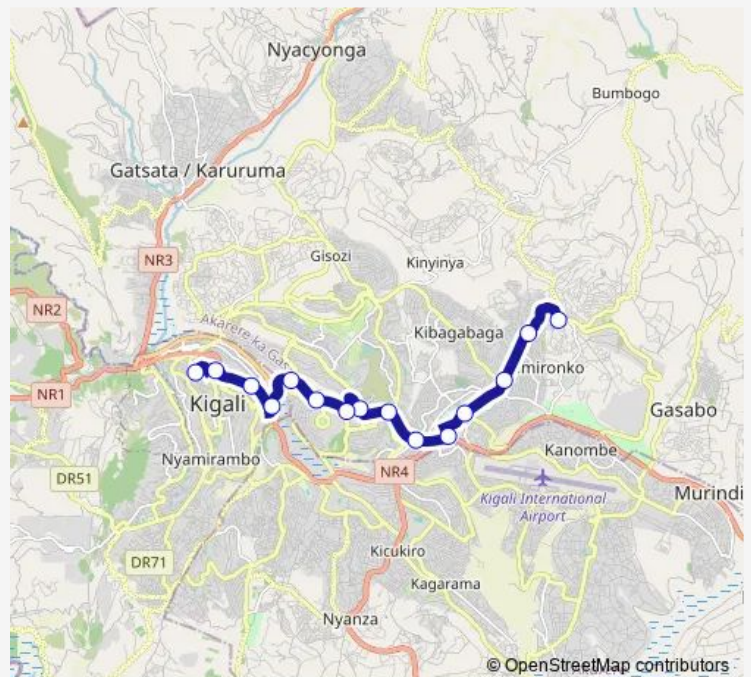 Nyacyonga
Bumbogo
Gatsata / Karuruma
NR3
Gisozi
Kinyinya
NR2
Akarere ka Gas
Kibagabaga
NR1
mironko
Kigali
Gasabo
Nyamirambo
Kanombe
NR4
DR51
Kigali International
Airport
Murindi
Kicukiro
DR71
Kagarama
Nyanza
© OpenStreetMap contributors